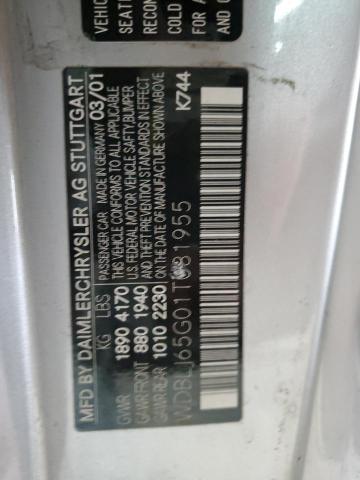 VEHIC
SEATI
RECON
COLD
FOR A
MFD BY DAIMLERCHRYSLER AG STUTTGART
PASSENGER CAR MADE IN GERMANY 03/01
KG LBS THIS VEHICLE CONFORMS TO ALL APPLICABLE
GVWR 1890 4170 U.S. FEDERAL MOTOR VEHICLE SAFETY, BUMPER
GAWR FRONT 880 1940 AND THEFT PREVENTION STANDARDS IN EFFECT
GAWR REAR 1010 2230 ON THE DATE OF MANUFACTURE SHOWN ABOVE
K744